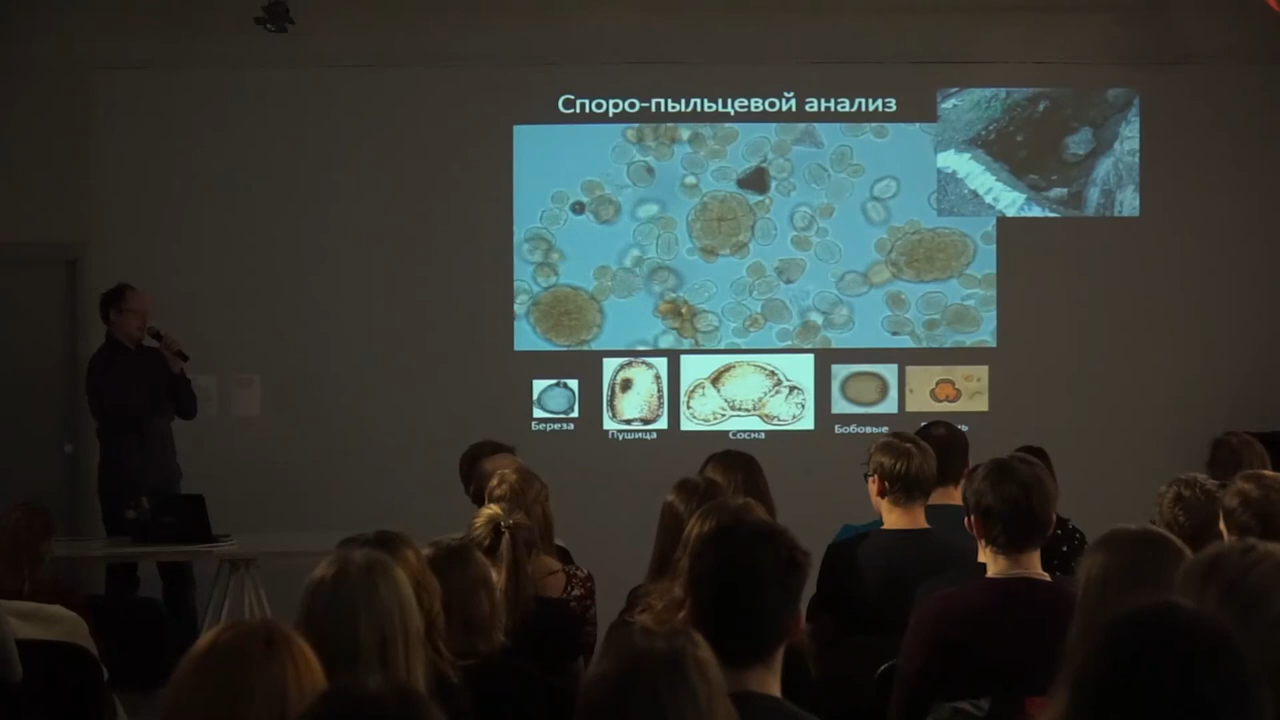 Споро-пыльцевой анализ
Береза
Пушица
Сосна
Бобовые